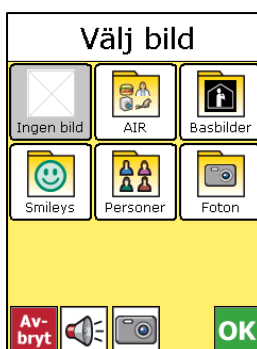 Välj bild
Ingen bild AIR Basbilder
Smileys Personer Foton
Av-
bryt OK